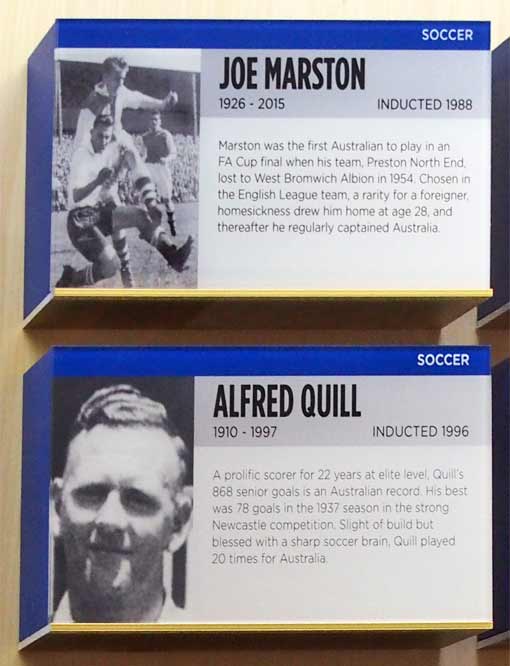 SOCCER
JOE MARSTON
1926 - 2015 INDUCTED 1988
Marston was the first Australian to play in an
FA Cup final when his team, Preston North End,
lost to West Bromwich Albion in 1954. Chosen in
the English League team, a rarity for a foreigner,
homesickness drew him home at age 28, and
thereafter he regularly captained Australia.
SOCCER
ALFRED QUILL
1910 - 1997 INDUCTED 1996
A prolific scorer for 22 years at elite level, Quill's
868 senior goals is an Australian record. His best
was 78 goals in the 1937 season in the strong
Newcastle competition. Slight of build but
blessed with a sharp soccer brain, Quill played
20 times for Australia.